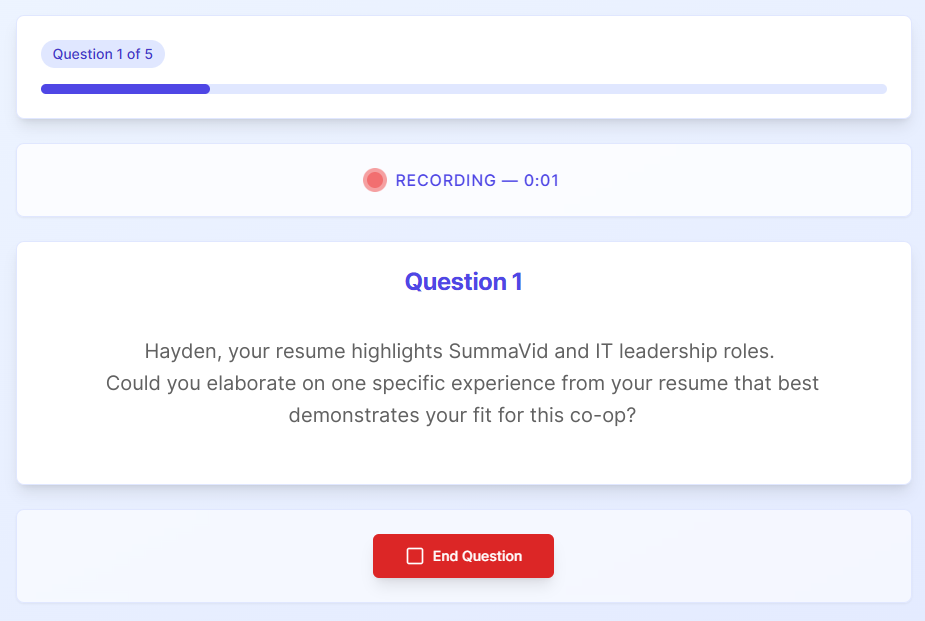 Question 1 of 5
RECORDING — 0:01
Question 1
Hayden, your resume highlights SummaVid and IT leadership roles.
Could you elaborate on one specific experience from your resume that best
demonstrates your fit for this co-op?
End Question